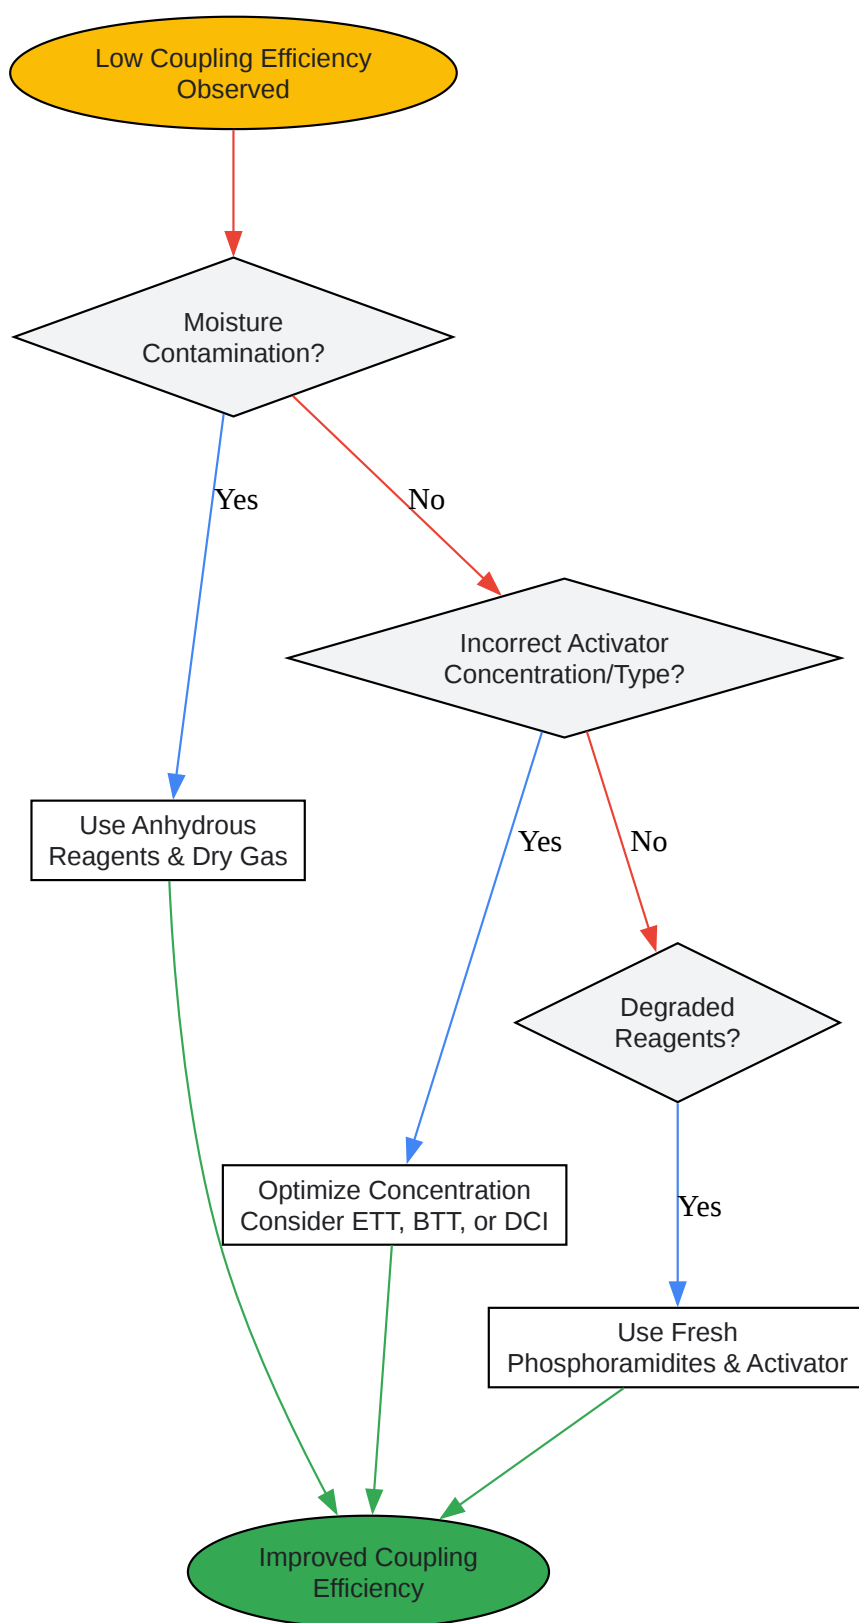 Low Coupling Efficiency
Observed
Moisture
Contamination?
Yes
No
Incorrect Activator
Concentration/Type?
Use Anhydrous
Reagents & Dry Gas
Yes
No
Degraded
Reagents?
Optimize Concentration
Consider ETT, BTT, or DCI
Yes
Use Fresh
Phosphoramidites & Activator
Improved Coupling
Efficiency